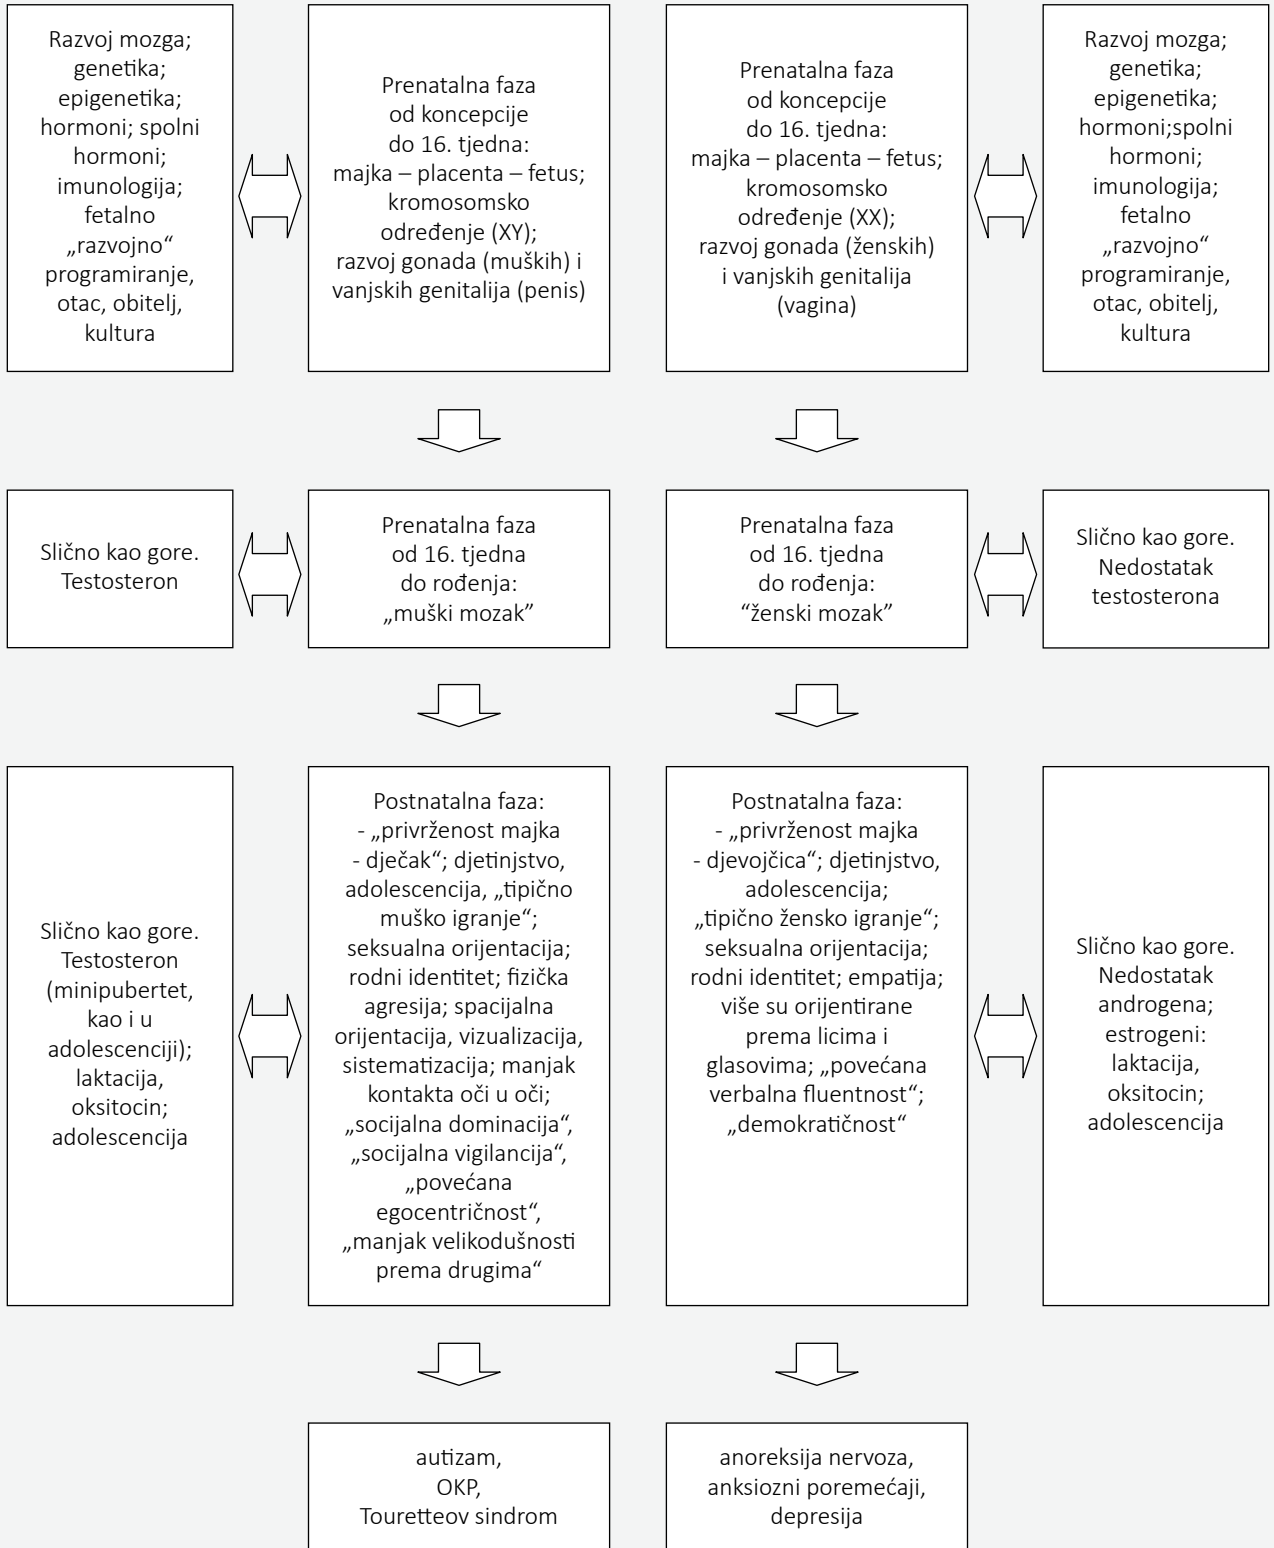 Razvoj mozga;
genetika;
epigenetika;
hormoni; spolni
hormoni;
imunologija;
fetalno
„razvojno“
programiranje,
otac, obitelj,
kultura
Prenatalna faza
od koncepcije
do 16. tjedna:
majka – placenta – fetus;
kromosomsko
određenje (XY);
razvoj gonada (muških) i
vanjskih genitalija (penis)
Prenatalna faza
od koncepcije
do 16. tjedna:
majka – placenta – fetus;
kromosomsko
određenje (XX);
razvoj gonada (ženskih)
i vanjskih genitalija
(vagina)
Razvoj mozga;
genetika;
epigenetika;
hormoni;spolni
hormoni;
imunologija;
fetalno
„razvojno“
programiranje,
otac, obitelj,
kultura
Slično kao gore.
Testosteron
Prenatalna faza
od 16. tjedna
do rođenja:
„muški mozak”
Prenatalna faza
od 16. tjedna
do rođenja:
“ženski mozak”
Slično kao gore.
Nedostatak
testosterona
Slično kao gore.
Testosteron
(minipubertet,
kao i u
adolescenciji);
laktacija,
oksitocin;
adolescencija
Postnatalna faza:
- „privrženost majka
- dječak“; djetinjstvo,
adolescencija, „tipično
muško igranje“;
seksualna orijentacija;
rodni identitet; fizička
agresija; spacijalna
orijentacija, vizualizacija,
sistematizacija; manjak
kontakta oči u oči;
„socijalna dominacija“,
„socijalna vigilancija“,
„povećana
egocentričnost“,
„manjak velikodušnosti
prema drugima“
Postnatalna faza:
- „privrženost majka
- djevojčica“; djetinjstvo,
adolescencija;
„tipično žensko igranje“;
seksualna orijentacija;
rodni identitet; empatija;
više su orijentirane
prema licima i
glasovima; „povećana
verbalna fluentnost“;
„demokratičnost“
Slično kao gore.
Nedostatak
androgena;
estrogeni:
laktacija,
oksitocin;
adolescencija
autizam,
OKP,
Touretteov sindrom
anoreksija nervoza,
anksiozni poremećaji,
depresija